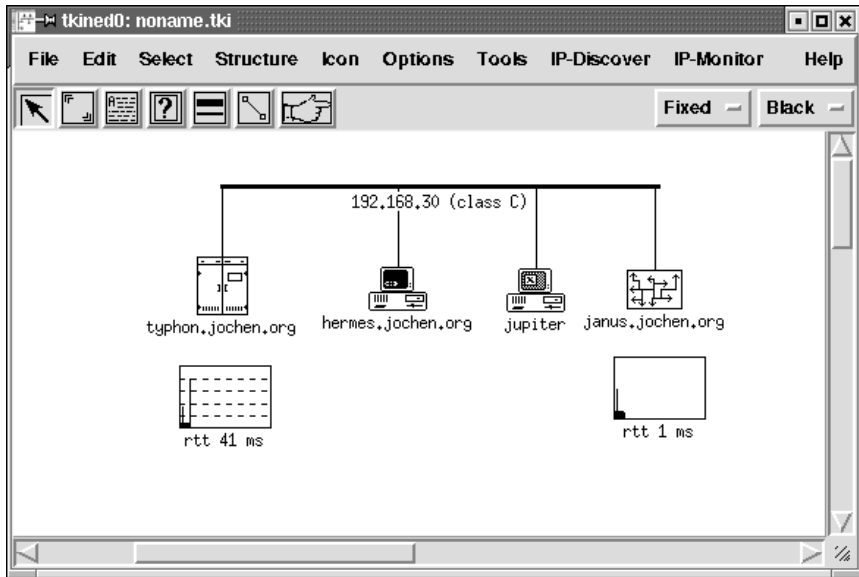 tkined0: noname.tki
File Edit Select Structure Icon Options Tools IP-Discover IP-Monitor Help
Fixed Black
192.168.30 (class C)
typhon.jochen.org hermes.jochen.org jupiter janus.jochen.org
rtt 41 ms rtt 1 ms